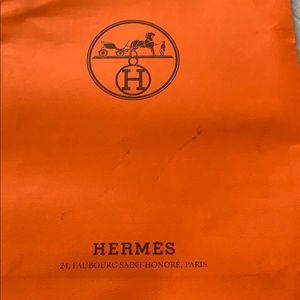 H
HERMÈS
24, FAUBOURG SAINT-HONORÉ, PARIS